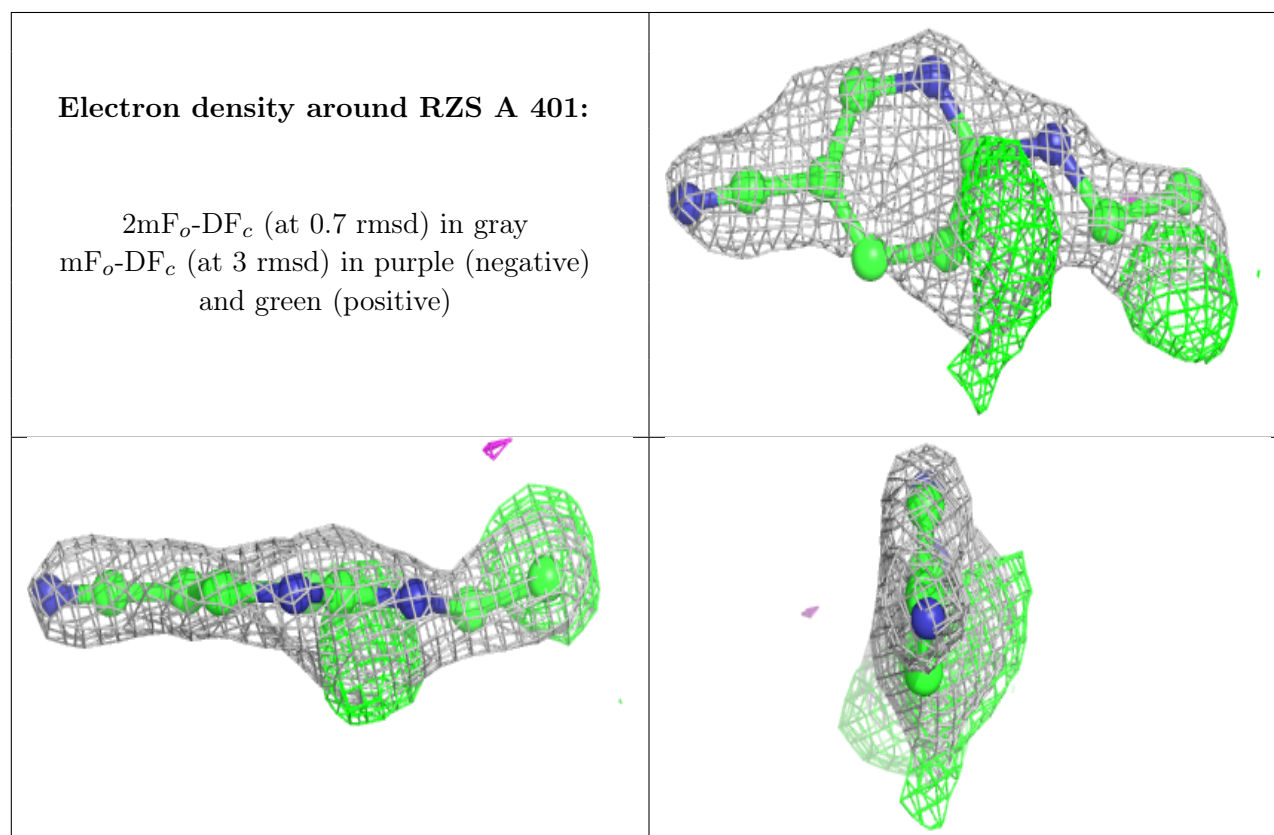 Electron density around RZS A 401:
2mFo-DFc (at 0.7 rmsd) in gray
mFo-DFc (at 3 rmsd) in purple (negative)
and green (positive)